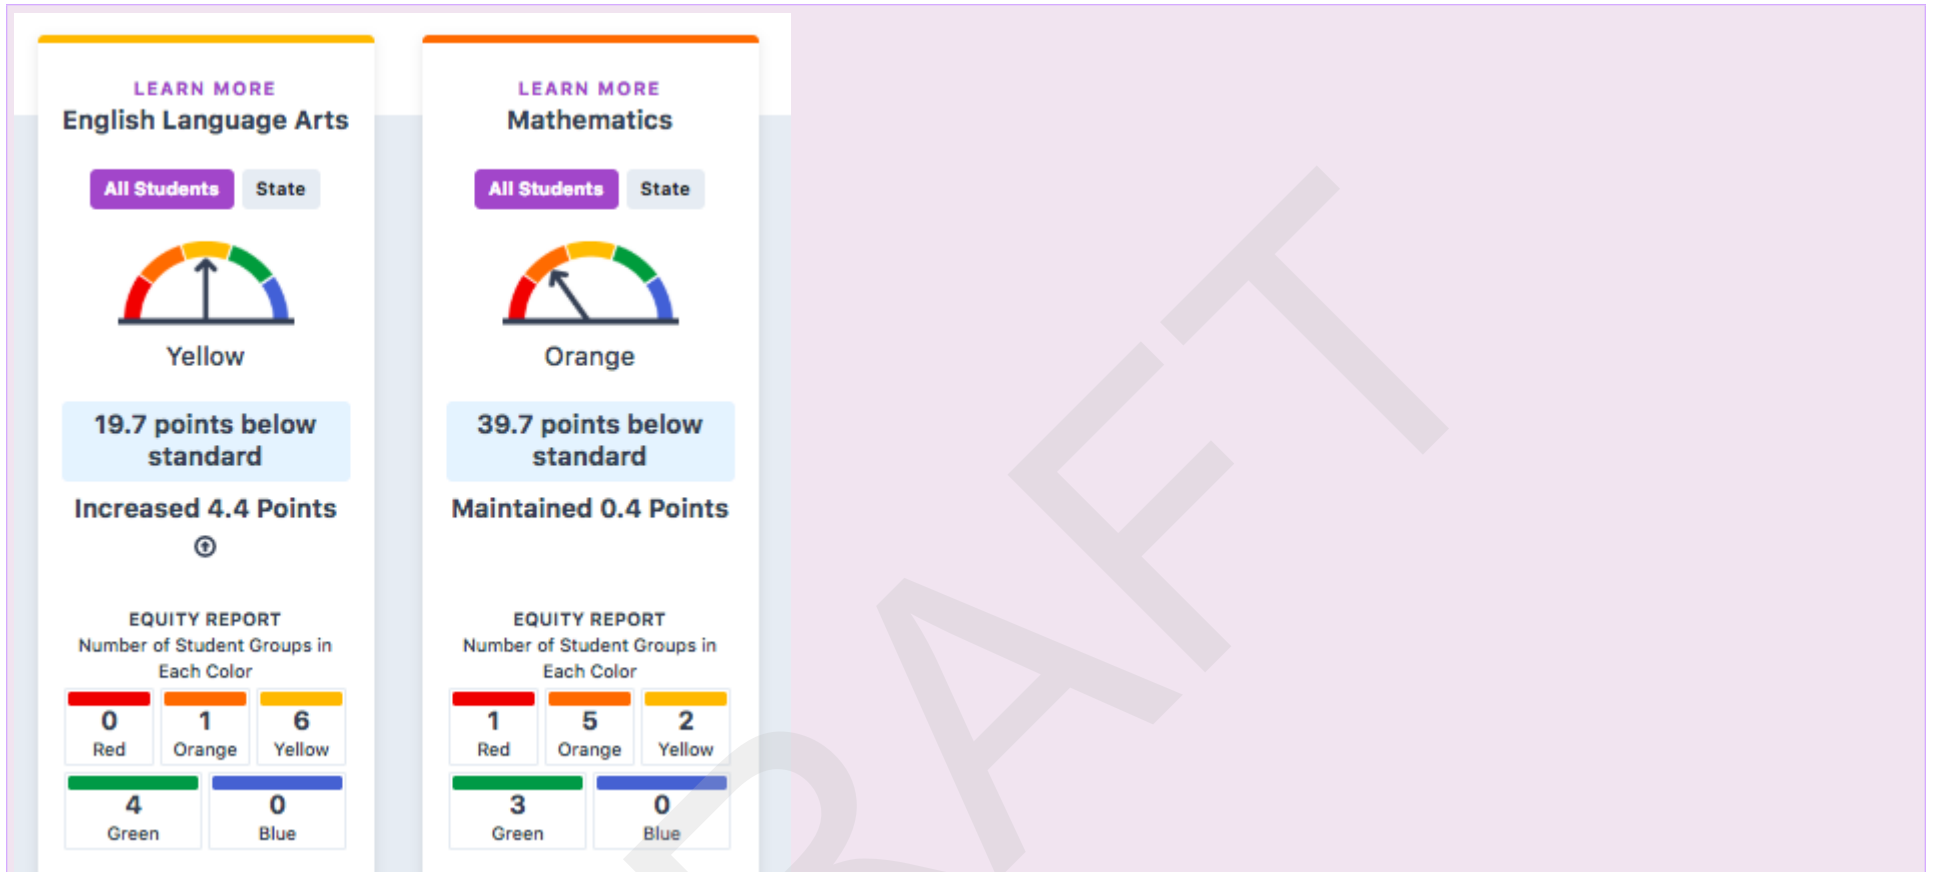 LEARN MORE
English Language Arts
All Students State
Yellow
19.7 points below
standard
Increased 4.4 Points
EQUITY REPORT
Number of Student Groups in
Each Color
0 1 6
Red Orange Yellow
4 0
Green Blue
LEARN MORE
Mathematics
All Students State
Orange
39.7 points below
standard
Maintained 0.4 Points
EQUITY REPORT
Number of Student Groups in
Each Color
1 5 2
Red Orange Yellow
3 0
Green Blue
RAFT